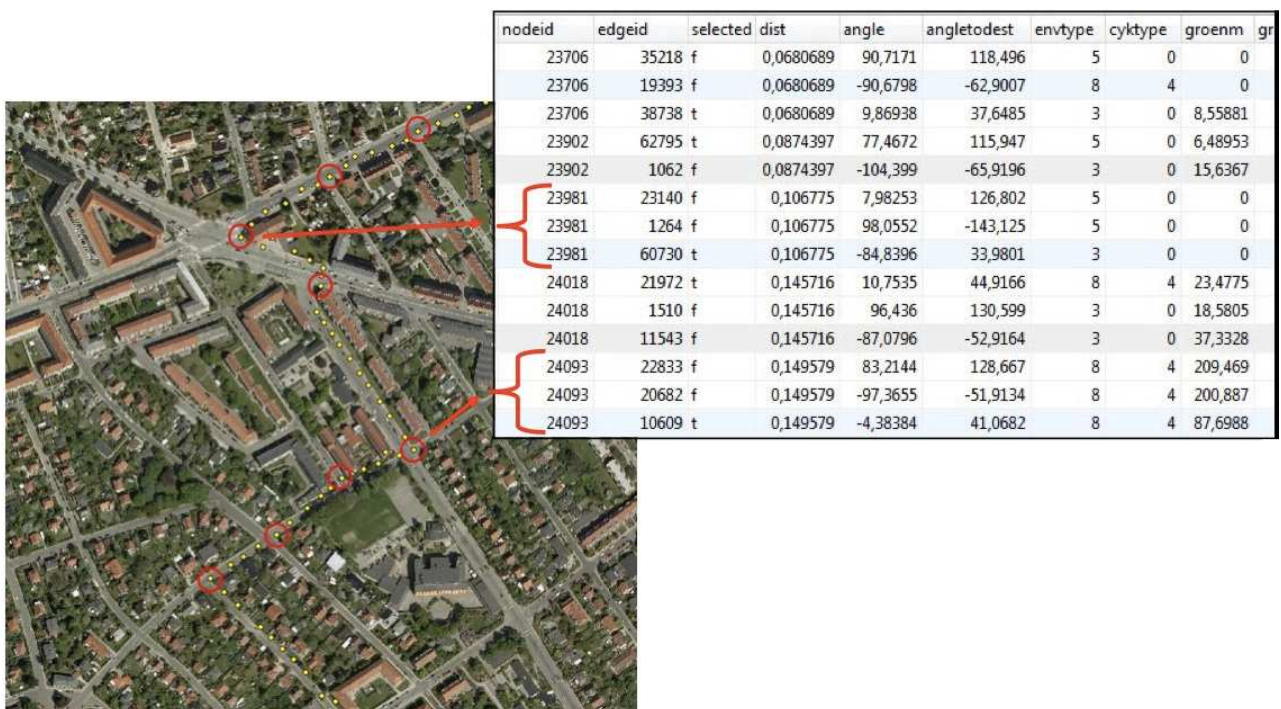 nodeid edgeid selected dist angle angletodest envtype cyktype groenm gr
23706 35218 f 0,0680689 90,7171 118,496 5 0 0
23706 19393 f 0,0680689 -90,6798 -62,9007 8 4 0
23706 38738 t 0,0680689 9,86938 37,6485 3 0 8,55881
23902 62795 t 0,0874397 77,4672 115,947 5 0 6,48953
23902 1062 f 0,0874397 -104,399 -65,9196 3 0 15,6367
23981 23140 f 0,106775 7,98253 126,802 5 0 0
23981 1264 f 0,106775 98,0552 -143,125 5 0 0
23981 60730 t 0,106775 -84,8396 33,9801 3 0 0
24018 21972 t 0,145716 10,7535 44,9166 8 4 23,4775
24018 1510 f 0,145716 96,436 130,599 3 0 18,5805
24018 11543 f 0,145716 -87,0796 -52,9164 3 0 37,3328
24093 22833 f 0,149579 83,2144 128,667 8 4 209,469
24093 20682 f 0,149579 -97,3655 -51,9134 8 4 200,887
24093 10609 t 0,149579 -4,38384 41,0682 8 4 87,6988